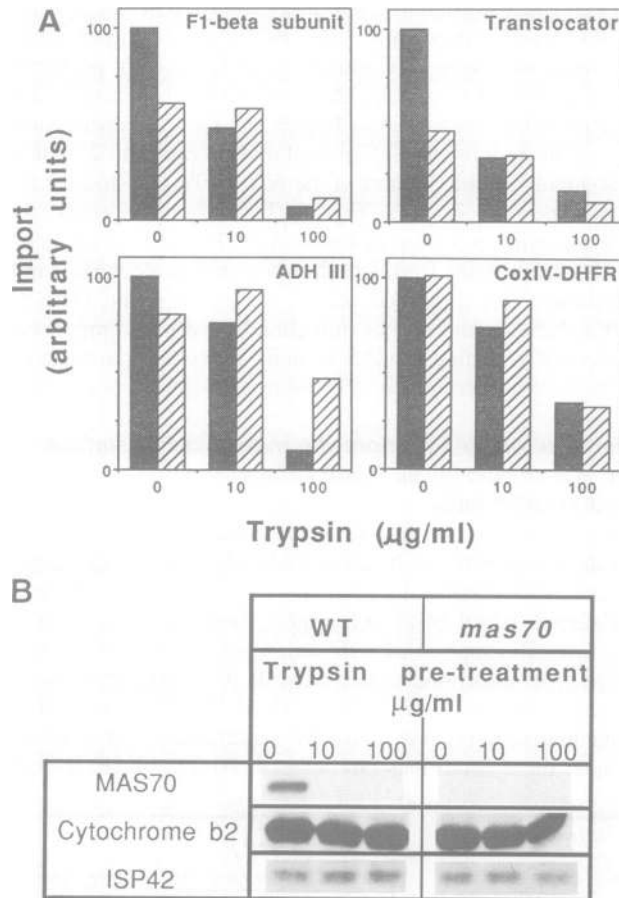 A
F1-beta subunit
Translocator
100
0
0 10 100
100
0
0 10 100
ADH III
CoxIV-DHFR
100
0
0 10 100
100
0
0 10 100
Import
(arbitrary units)
Trypsin (µg/ml)
B
WT
mas70
Trypsin pre-treatment
µg/ml
0 10 100 0 10 100
MAS70
Cytochrome b2
ISP42